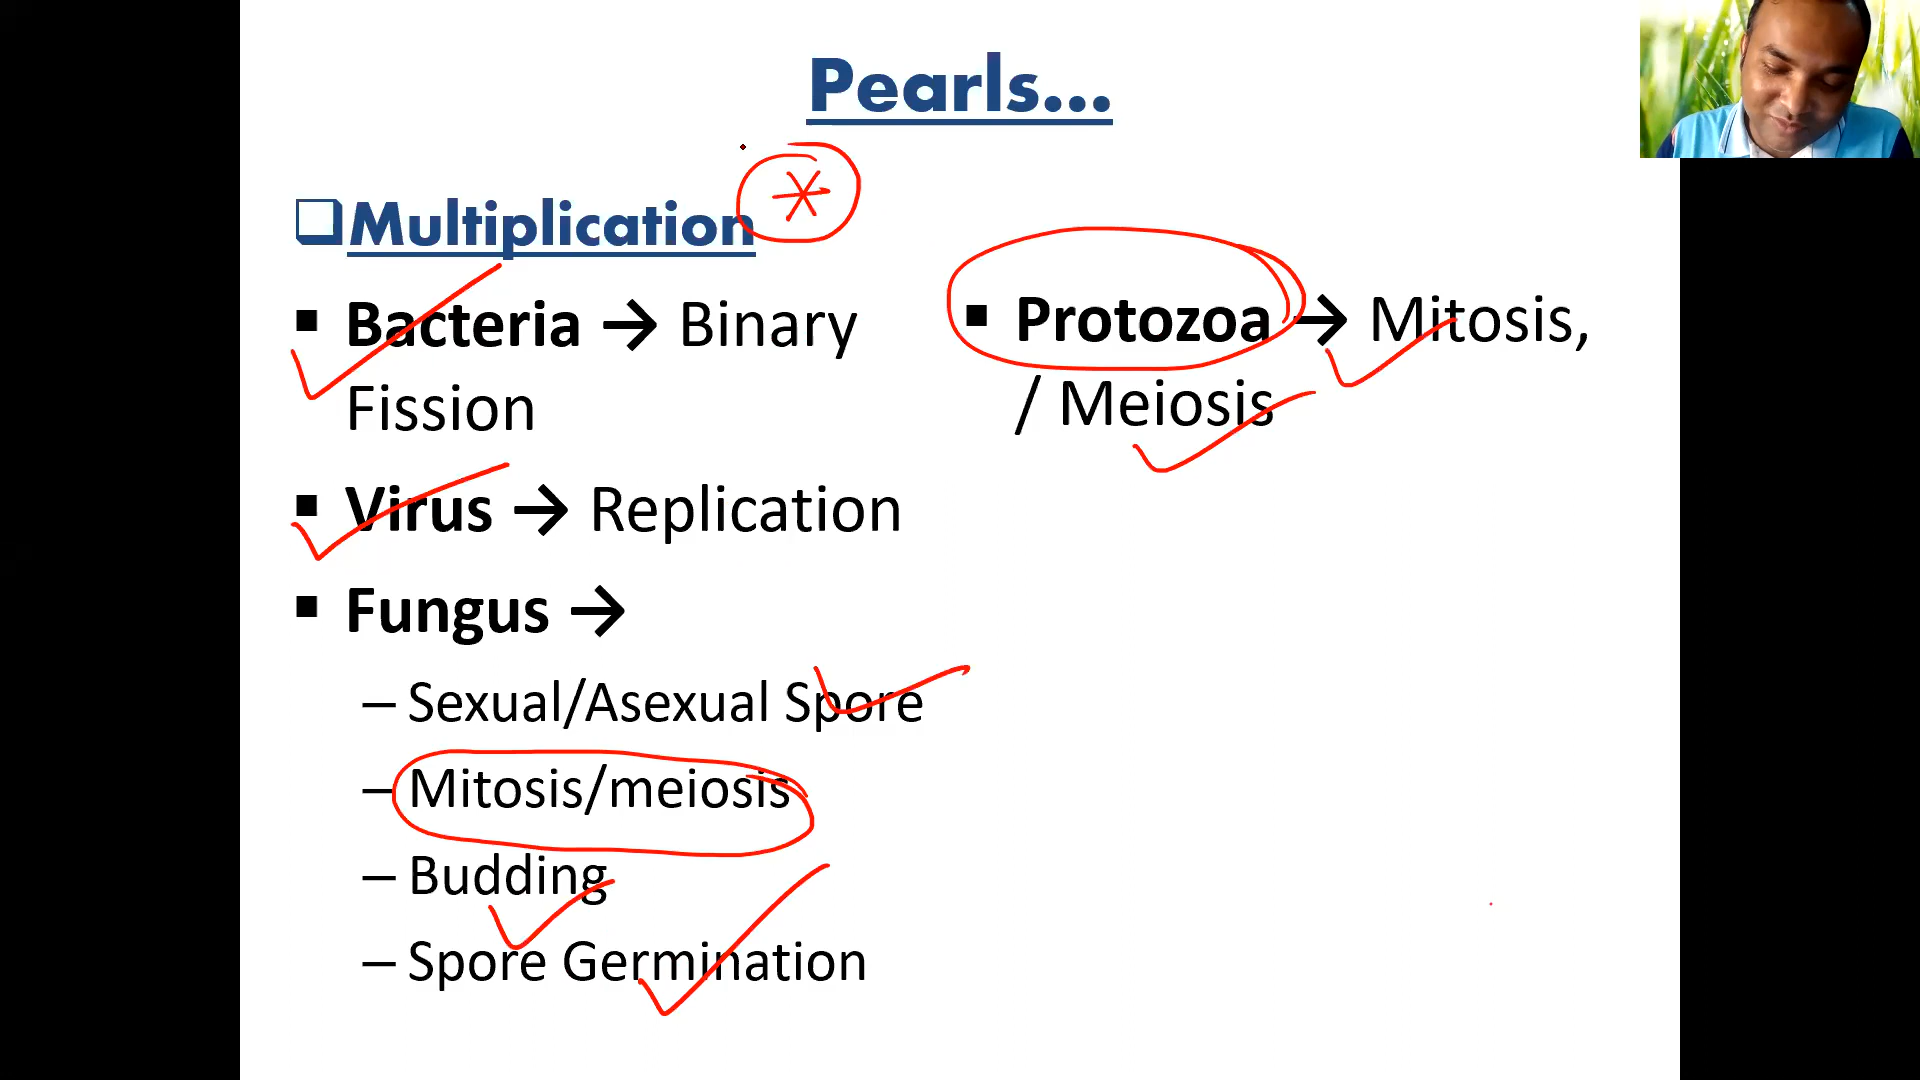 Pearls...
❑Multiplication *
▪ Bacteria → Binary
Fission
▪ Virus → Replication
▪ Fungus →
– Sexual/Asexual Spore
– Mitosis/meiosis
– Budding
– Spore Germination
▪ Protozoa → Mitosis,
/ Meiosis